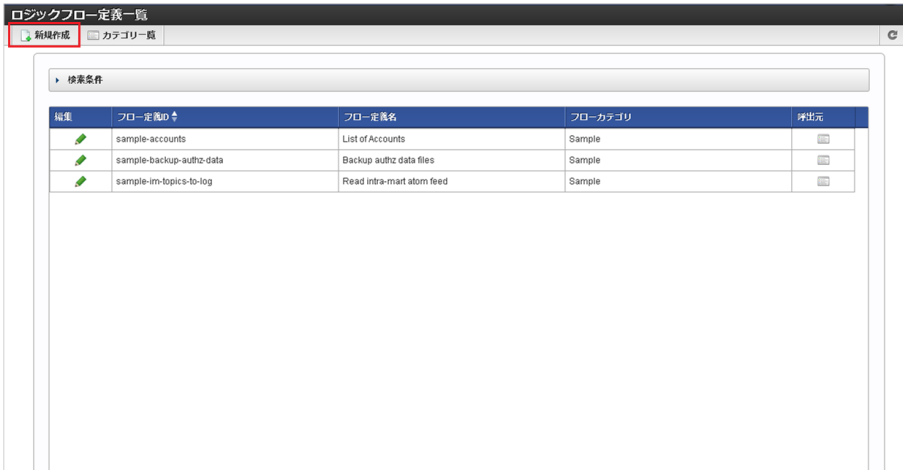 ロジックフロー定義一覧
新規作成 カテゴリ一覧
検索条件
編集 フロー定義ID フロー定義名 フローカテゴリ 呼出元
sample-accounts List of Accounts Sample
sample-backup-authz-data Backup authz data files Sample
sample-im-topics-to-log Read intra-mart atom feed Sample